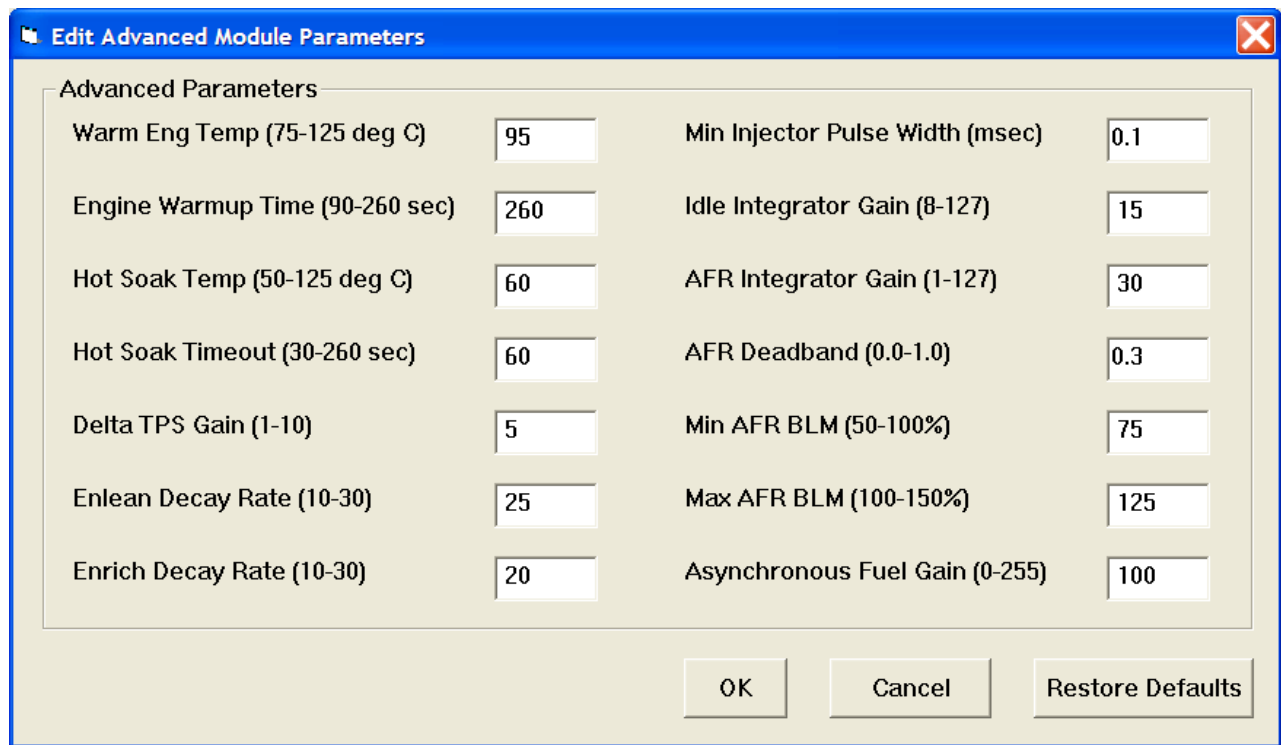 Edit Advanced Module Parameters
Advanced Parameters
Warm Eng Temp (75-125 deg C) 95
Engine Warmup Time (90-260 sec) 260
Hot Soak Temp (50-125 deg C) 60
Hot Soak Timeout (30-260 sec) 60
Delta TPS Gain (1-10) 5
Enlean Decay Rate (10-30) 25
Enrich Decay Rate (10-30) 20
Min Injector Pulse Width (msec) 0.1
Idle Integrator Gain (8-127) 15
AFR Integrator Gain (1-127) 30
AFR Deadband (0.0-1.0) 0.3
Min AFR BLM (50-100%) 75
Max AFR BLM (100-150%) 125
Asynchronous Fuel Gain (0-255) 100
OK Cancel Restore Defaults